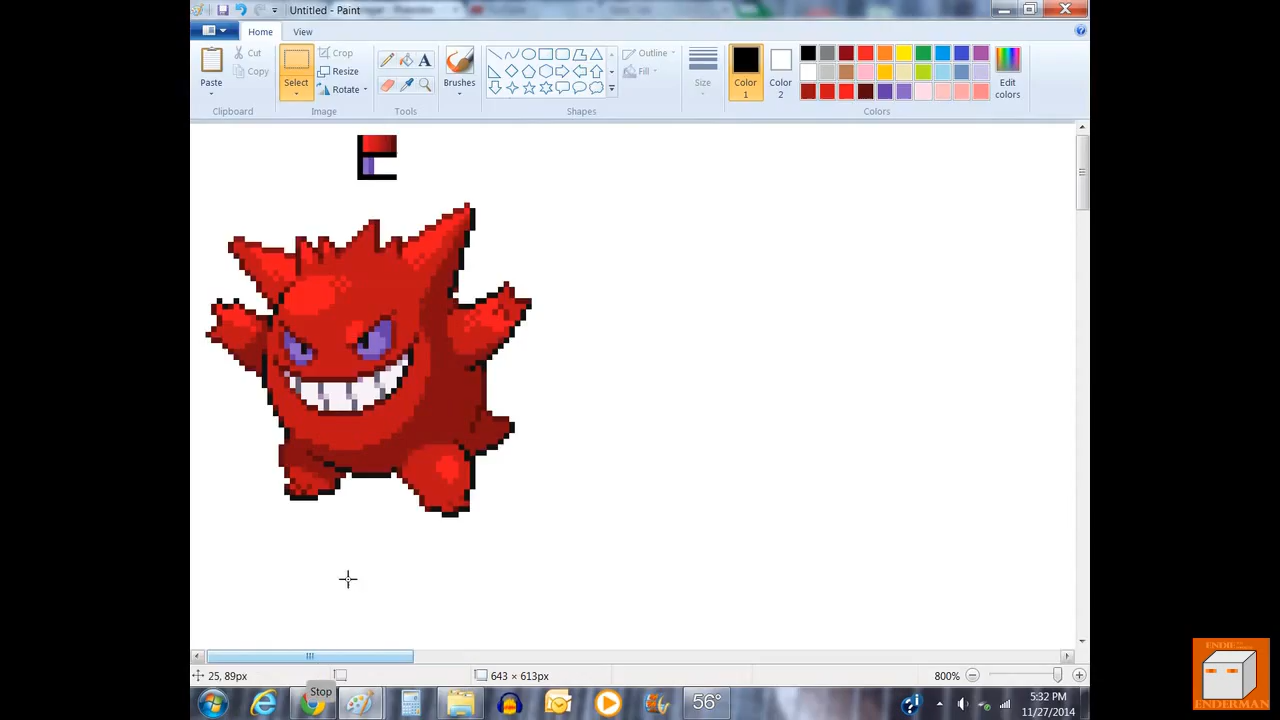 Untitled - Paint
Home
View
Paste
Cut
Copy
Clipboard
Select
Crop
Resize
Rotate
Image
Tools
Brushes
Shapes
Outline
Fill
Size
Color
1
Color
2
Edit
colors
Colors
25, 89px
643 × 613px
800%
Stop
56°
5:32 PM
11/27/2014
ENDIE
ENDERMAN